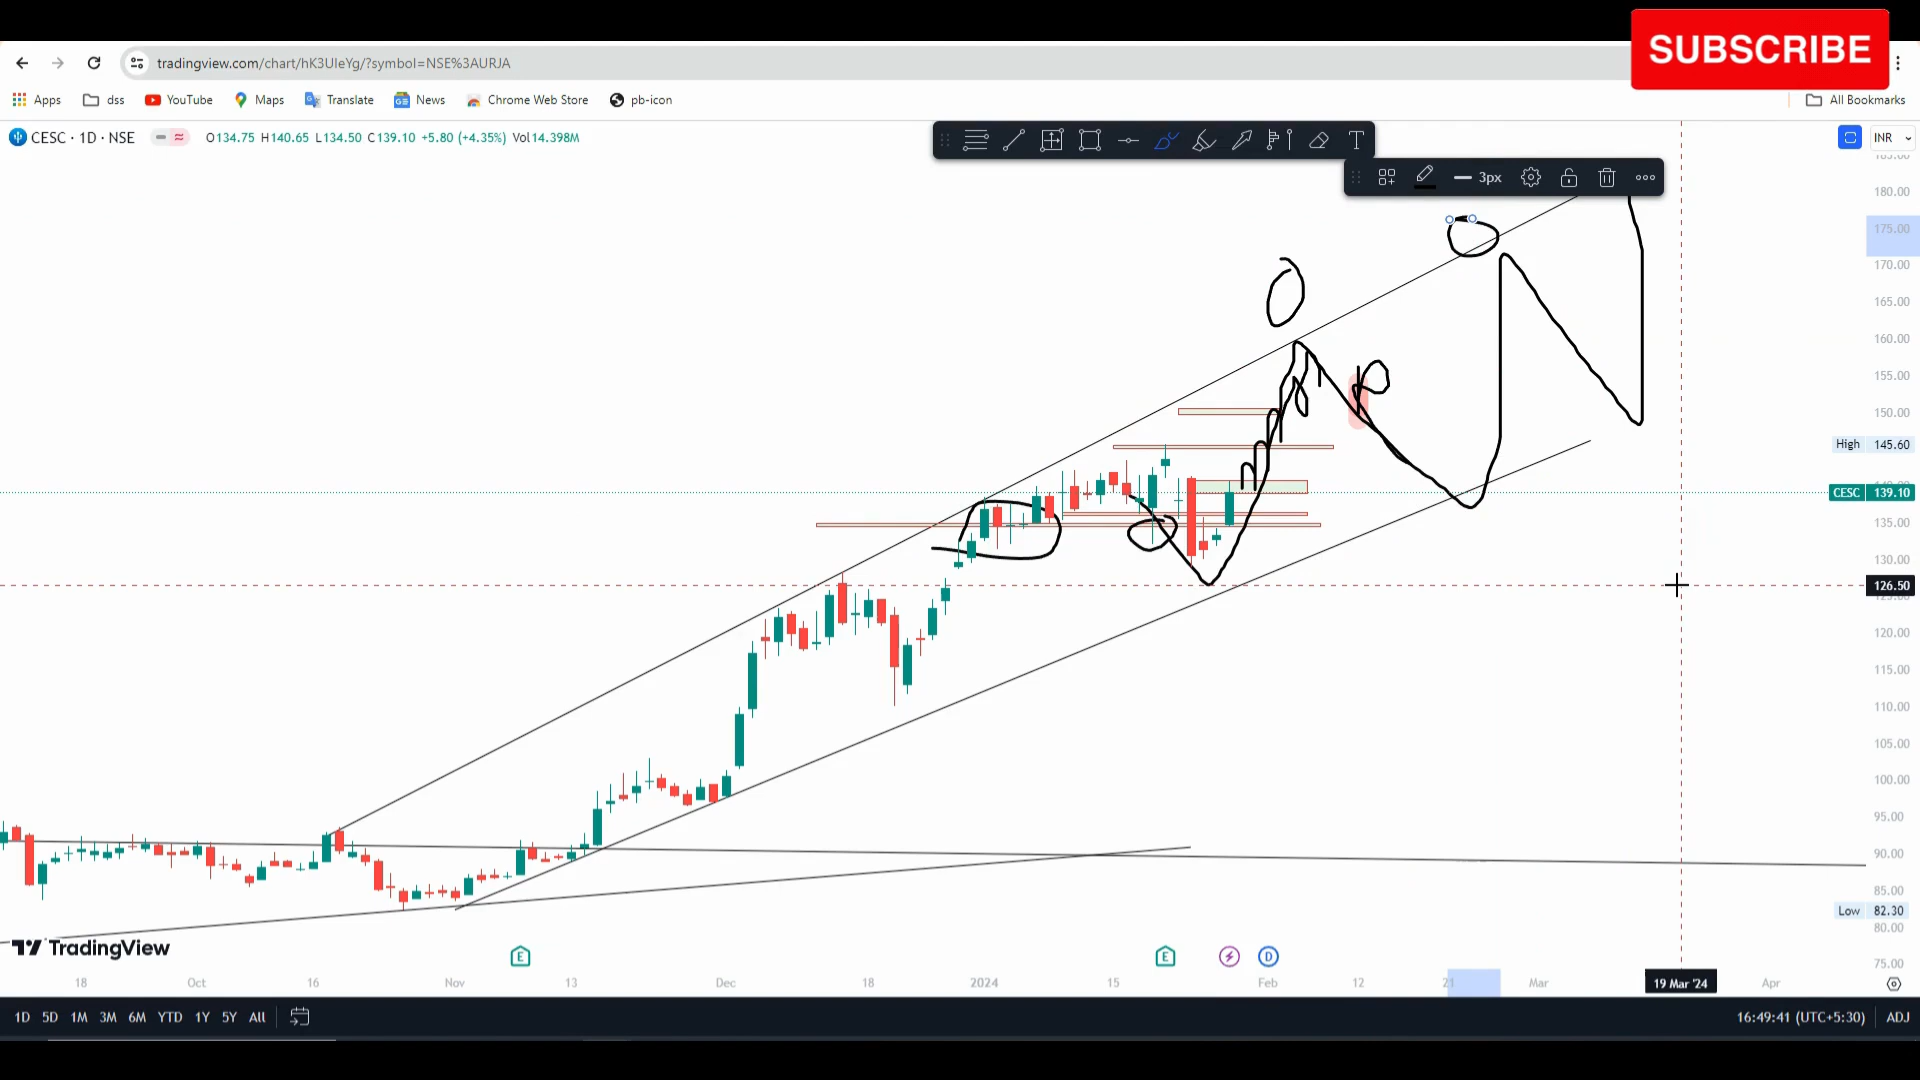 SUBSCRIBE
tradingview.com/chart/hK3UIeYg/?symbol=NSE%3AURJA
Apps dss YouTube Maps Translate News Chrome Web Store pb-icon All Bookmarks
CESC · 1D · NSE O134.75 H140.65 L134.50 C139.10 +5.80 (+4.35%) Vol14.398M
INR
T
3px
180.00
175.00
170.00
165.00
160.00
155.00
150.00
High 145.60
CESC 139.10
135.00
130.00
126.50
120.00
115.00
110.00
105.00
100.00
95.00
90.00
85.00
Low 82.30
80.00
75.00
TradingView
E E D
18 Oct 16 Nov 13 Dec 18 2024 15 Feb 12 21 Mar 19 Mar '24 Apr
1D 5D 1M 3M 6M YTD 1Y 5Y All 16:49:41 (UTC+5:30) ADJ